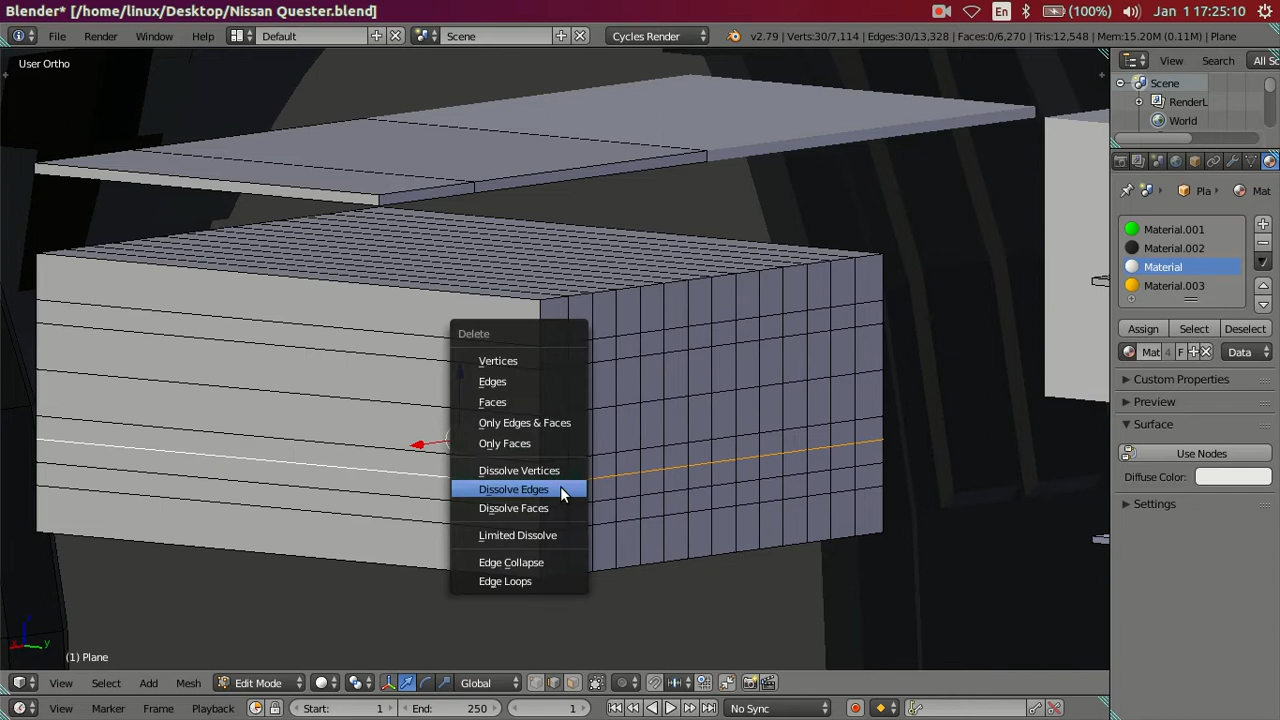 Blender* [/home/linux/Desktop/Nissan Quester.blend]
En
(100%)
Jan 1 17:25:10
File Render Window Help
Default
Scene
Cycles Render
v2.79 | Verts:30/7,114 | Edges:30/13,328 | Faces:0/6,270 | Tris:12,548 | Mem:15.20M (0.11M) | Plane
User Ortho
View Search All Sc
Scene
RenderL
World
Pla
Mat
Material.001
Material.002
Material
Material.003
Assign Select Deselect
Mat 4 F Data
Custom Properties
Preview
Surface
Use Nodes
Diffuse Color:
Settings
Delete
Vertices
Edges
Faces
Only Edges & Faces
Only Faces
Dissolve Vertices
Dissolve Edges
Dissolve Faces
Limited Dissolve
Edge Collapse
Edge Loops
z
x
y
(1) Plane
View Select Add Mesh
Edit Mode
Global
View Marker Frame Playback
Start: 1
End: 250
1
No Sync